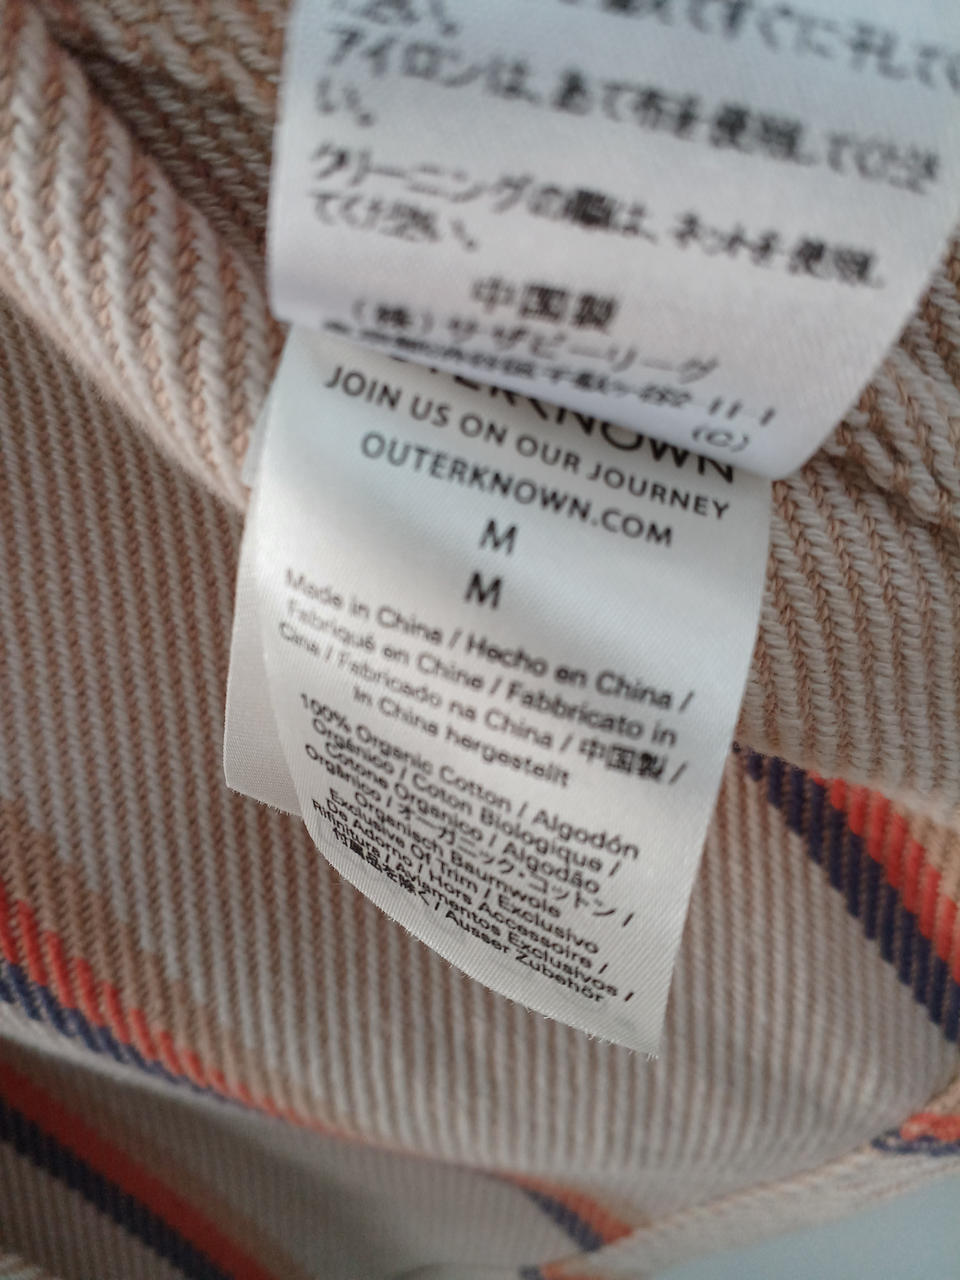 アイロンは、あて布を使用して
い。
クリーニングの際は、ネットを使用し
てください。
中国製
(株)サザビーリーグ
11-1
(C)
OUTERKNOWN
JOIN US ON OUR JOURNEY
OUTERKNOWN.COM
M
M
Made in China / Hecho en China /
Fabriqué en Chine / Fabbricato in
Cina / Fabricado na China / 中国製 /
In China hergestellt
100% Organic Cotton / Algodón
Orgánico / Coton Biologique /
Cotone Organico / Algodão
Orgânico / オーガニック・コットン /
Organisch Baumwolle
Exclusive Of Trim / Exclusivo
De Adorno / Hors Accessoire /
Rifiniture / Aviamentos Exclusivos /
付属品を除く / Ausser Zubehör